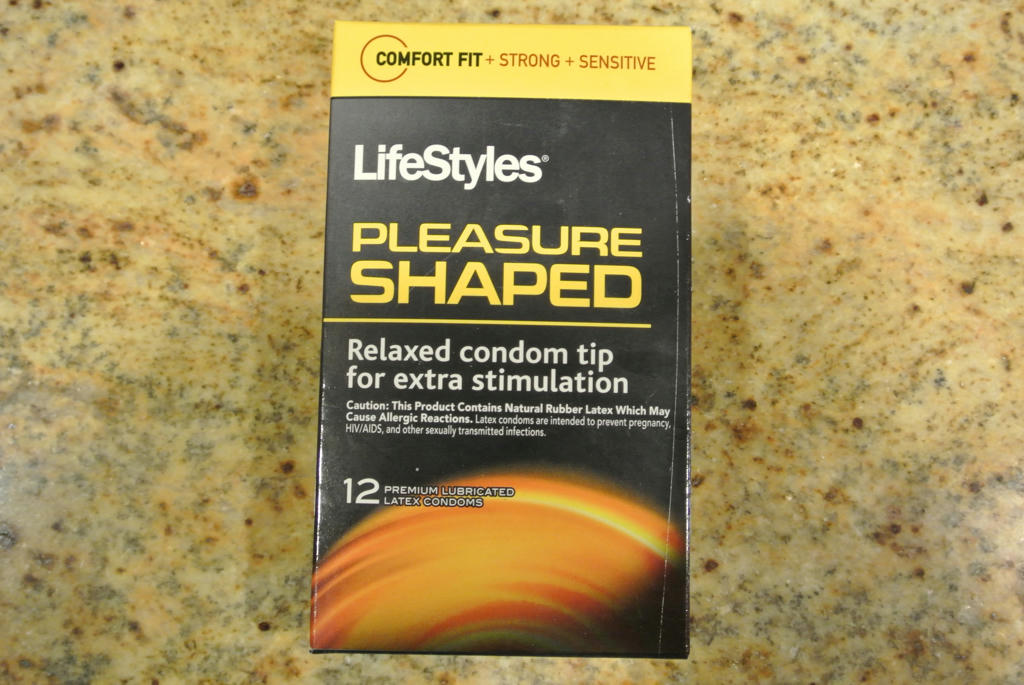 COMFORT FIT + STRONG + SENSITIVE
LifeStyles®
PLEASURE
SHAPED
Relaxed condom tip
for extra stimulation
Caution: This Product Contains Natural Rubber Latex Which May
Cause Allergic Reactions. Latex condoms are intended to prevent pregnancy,
HIV/AIDS, and other sexually transmitted infections.
12 PREMIUM LUBRICATED
LATEX CONDOMS